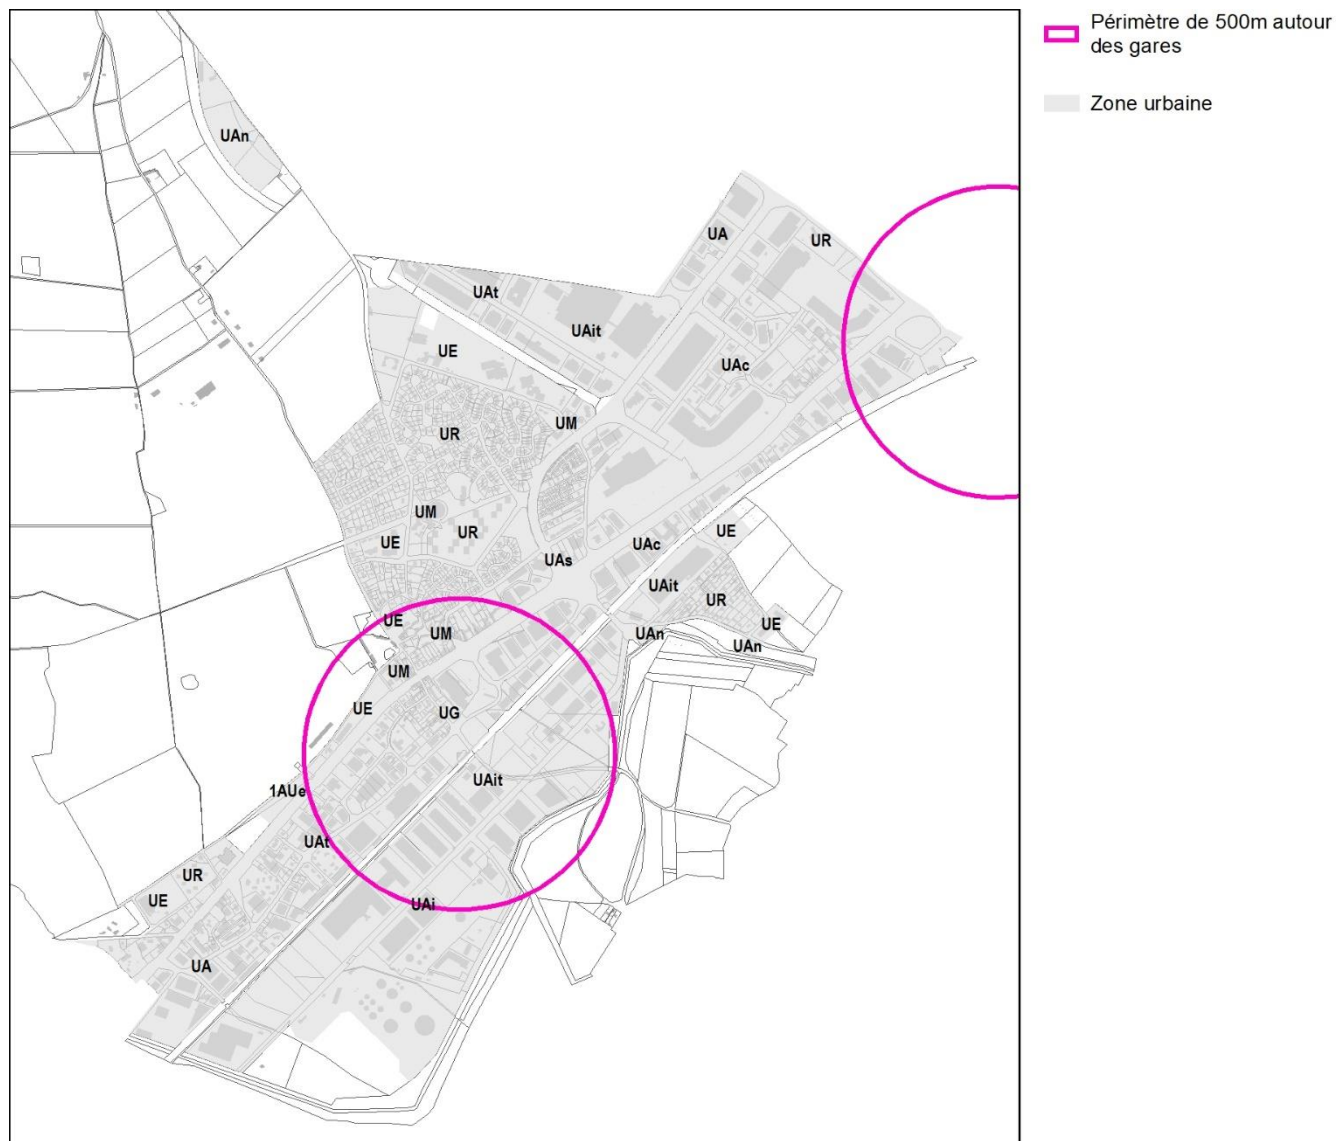 Périmètre de 500m autour
des gares
Zone urbaine
UAn
UA
UR
UAt
UAit
UE
UAc
UM
UR
UM
UR
UE
UAs
UAc
UE
UAit
UR
UE
UAn
UAn
UE
UM
UM
UE
UG
UAit
1AUe
UAt
UR
UE
UAi
UA